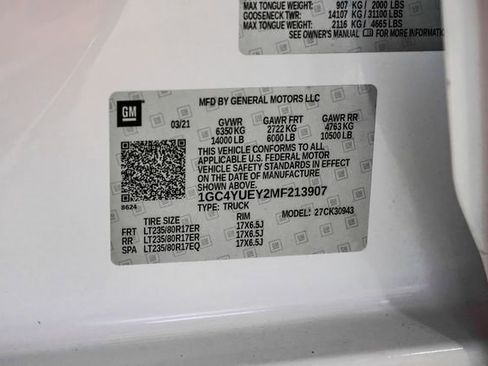 MAX TONGUE WEIGHT: 907 KG / 2000 LBS
GOOSENECK TWR: 14107 KG / 31100 LBS
MAX TONGUE WEIGHT: 2116 KG / 4665 LBS
SEE OWNER'S MANUAL FOR MORE INFORMATION
GM
MFD BY GENERAL MOTORS LLC
03/21 GVWR GAWR FRT GAWR RR
6350 KG 2722 KG 4763 KG
14000 LB 6000 LB 10500 LB
THIS VEHICLE CONFORMS TO ALL
APPLICABLE U.S. FEDERAL MOTOR
VEHICLE SAFETY STANDARDS IN EFFECT
ON THE DATE OF MANUFACTURE SHOWN ABOVE.
1GC4YUEY2MF213907
8624
TYPE: TRUCK MODEL: 27CK30943
TIRE SIZE RIM
FRT LT235/80R17ER 17X6.5J
RR LT235/80R17ER 17X6.5J
SPA LT235/80R17EQ 17X6.5J